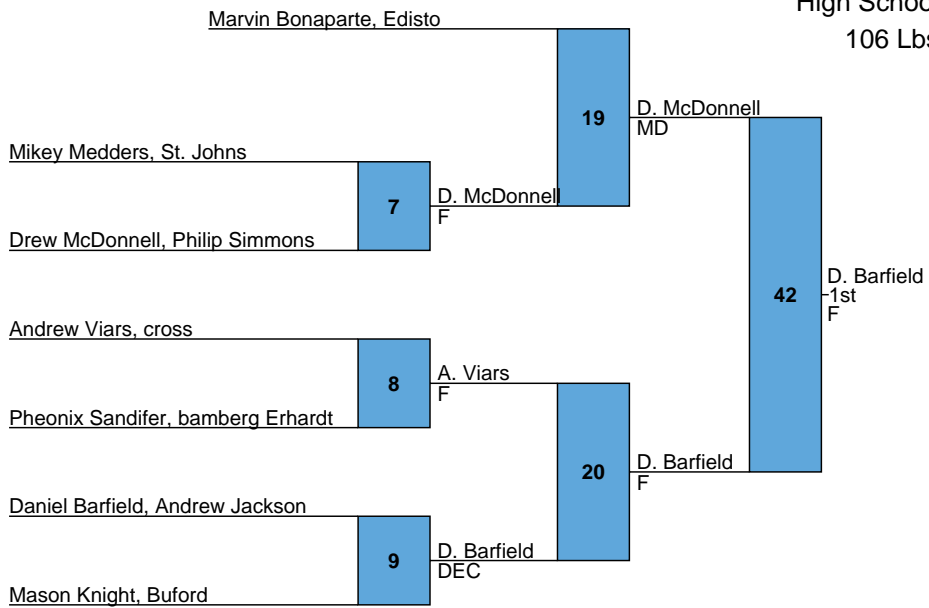 High Schoo
106 Lbs
Marvin Bonaparte, Edisto
19
D. McDonnell
MD
Mikey Medders, St. Johns
7
D. McDonnell
F
Drew McDonnell, Philip Simmons
42
D. Barfield
1st
F
Andrew Viars, cross
8
A. Viars
F
Pheonix Sandifer, bamberg Erhardt
20
D. Barfield
F
Daniel Barfield, Andrew Jackson
9
D. Barfield
DEC
Mason Knight, Buford